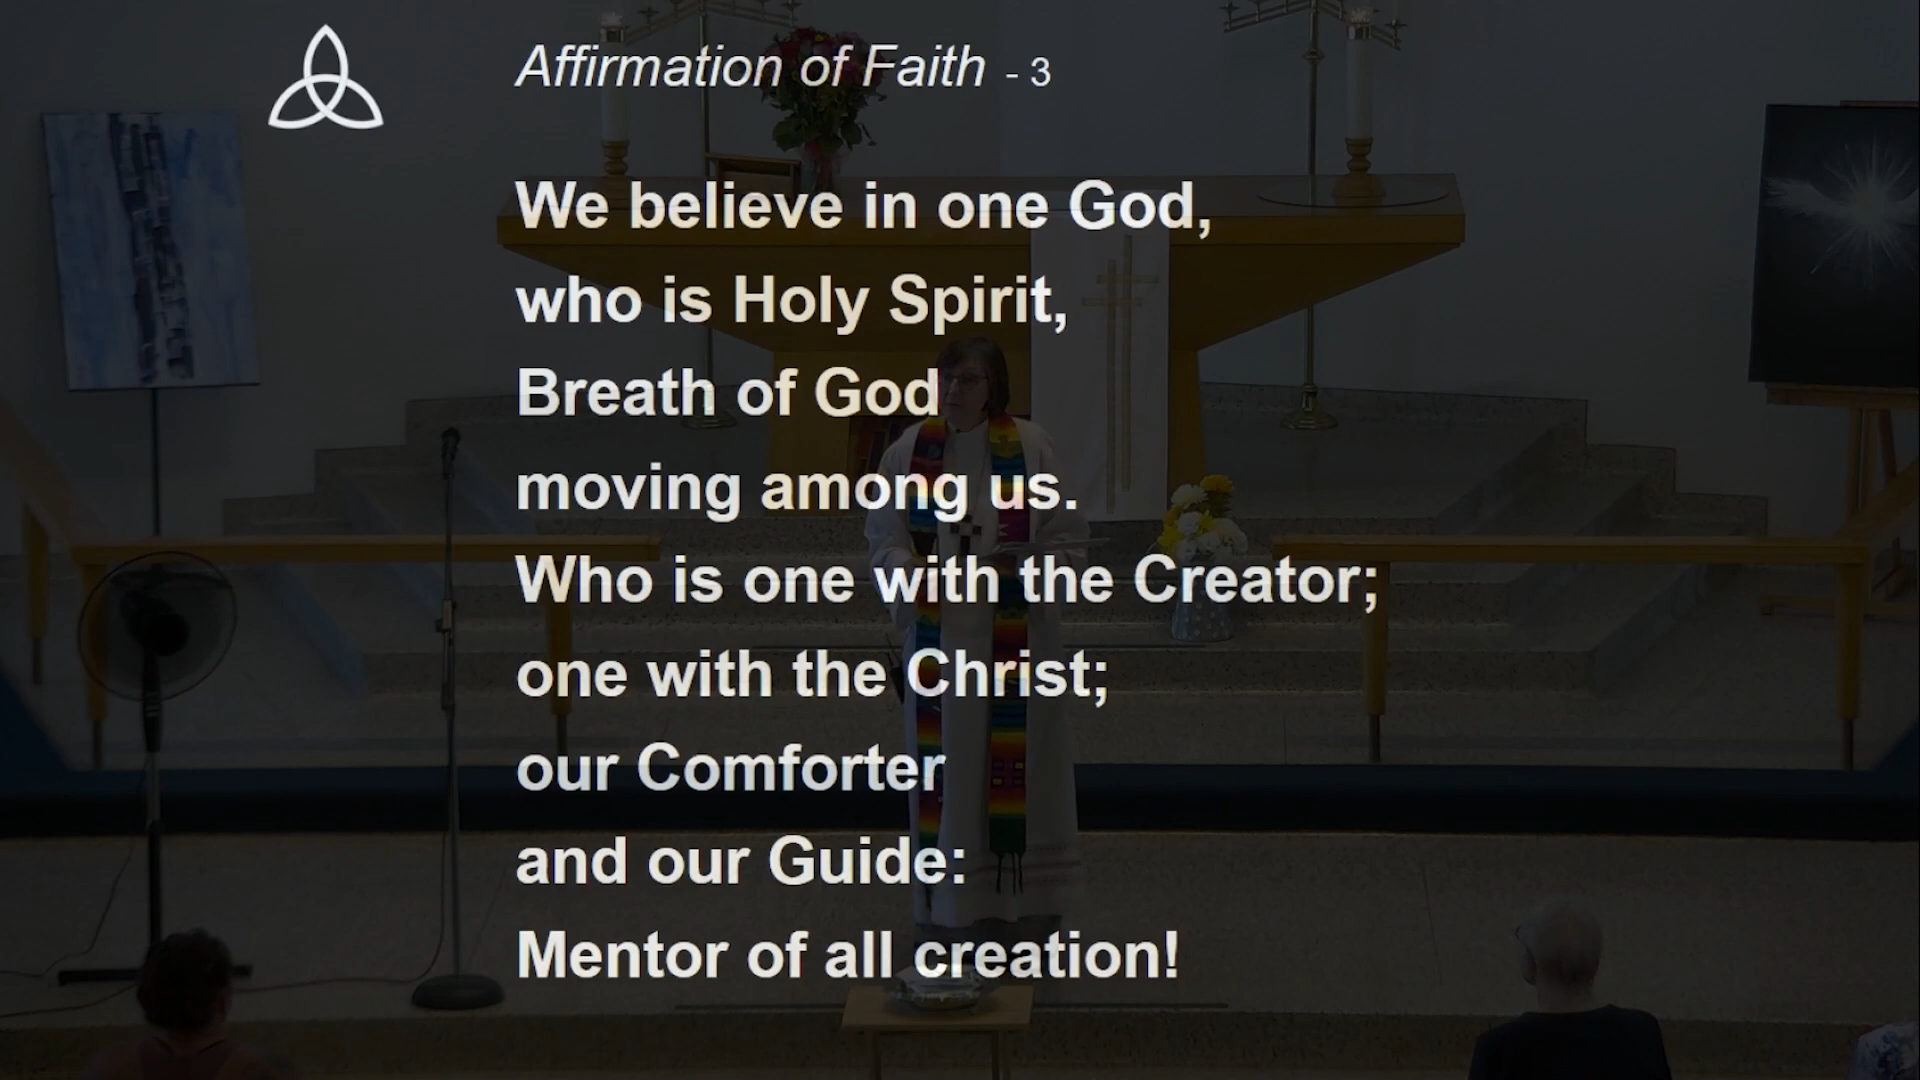 Affirmation of Faith - 3
We believe in one God,
who is Holy Spirit,
Breath of God
moving among us.
Who is one with the Creator;
one with the Christ;
our Comforter
and our Guide:
Mentor of all creation!